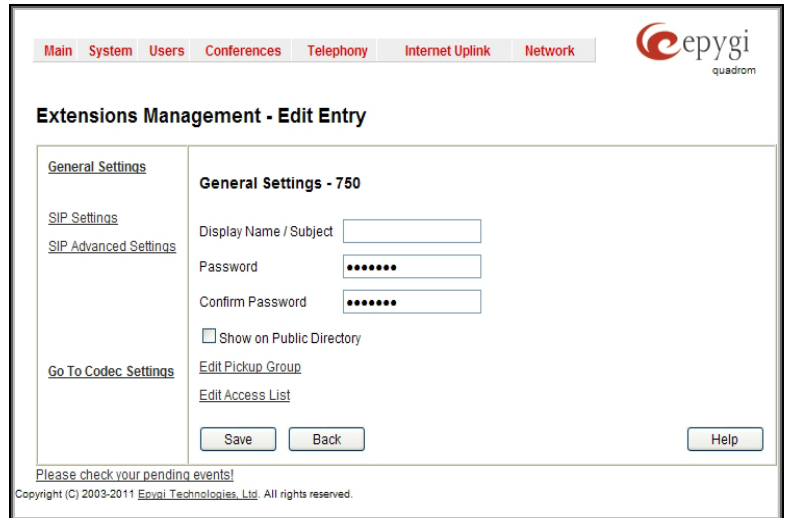 Main System Users Conferences Telephony Internet Uplink Network
epygi
quadrom
Extensions Management - Edit Entry
General Settings
SIP Settings
SIP Advanced Settings
Go To Codec Settings
General Settings - 750
Display Name / Subject
Password •••••••
Confirm Password •••••••
Show on Public Directory
Edit Pickup Group
Edit Access List
Save Back Help
Please check your pending events!
Copyright (C) 2003-2011 Epygi Technologies, Ltd. All rights reserved.